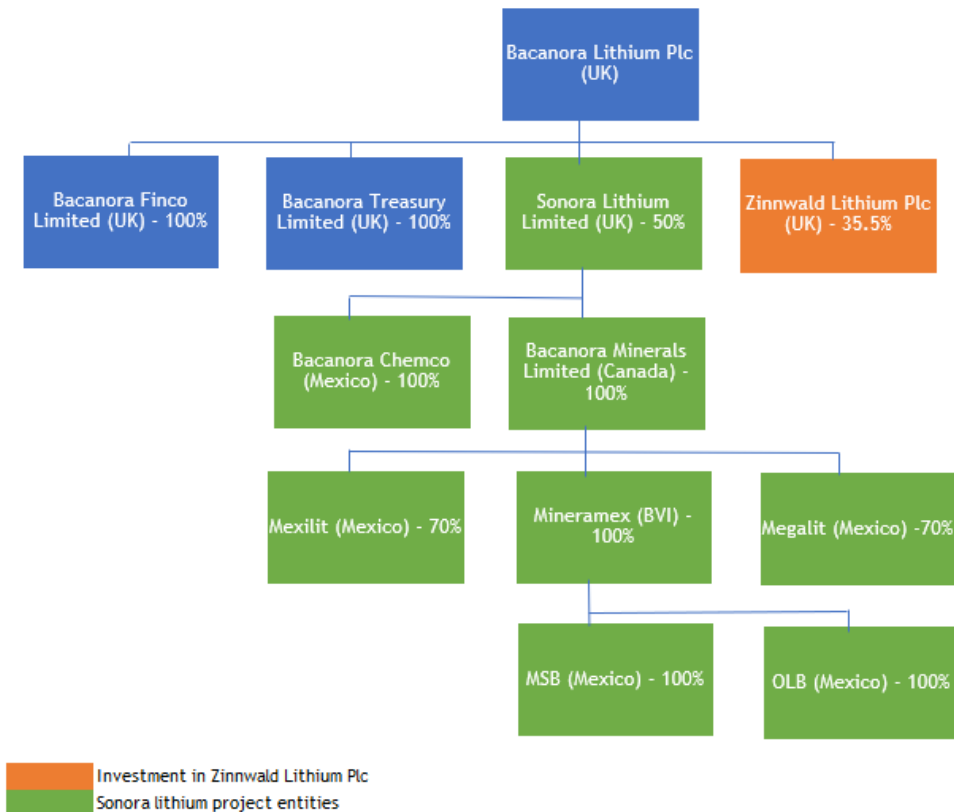 Bacanora Lithium Plc
(UK)
Bacanora Finco
Limited (UK) - 100%
Bacanora Treasury
Limited (UK) - 100%
Sonora Lithium
Limited (UK) - 50%
Zinnwald Lithium Plc
(UK) - 35.5%
Bacanora Chemco
(Mexico) - 100%
Bacanora Minerals
Limited (Canada) -
100%
Mexilit (Mexico) - 70%
Mineramex (BVI) -
100%
Megalit (Mexico) -70%
MSB (Mexico) - 100%
OLB (Mexico) - 100%
Investment in Zinnwald Lithium Plc
Sonora lithium project entities